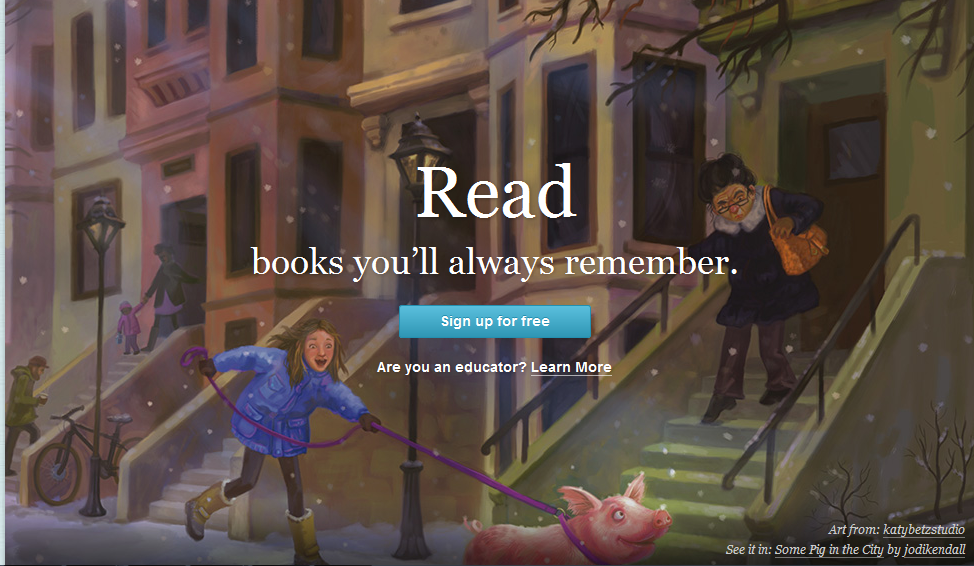 Read
books you'll always remember.
Sign up for free
Are you an educator? Learn More
Art from: katybetzstudio
See it in: Some Pig in the City by jodikendall